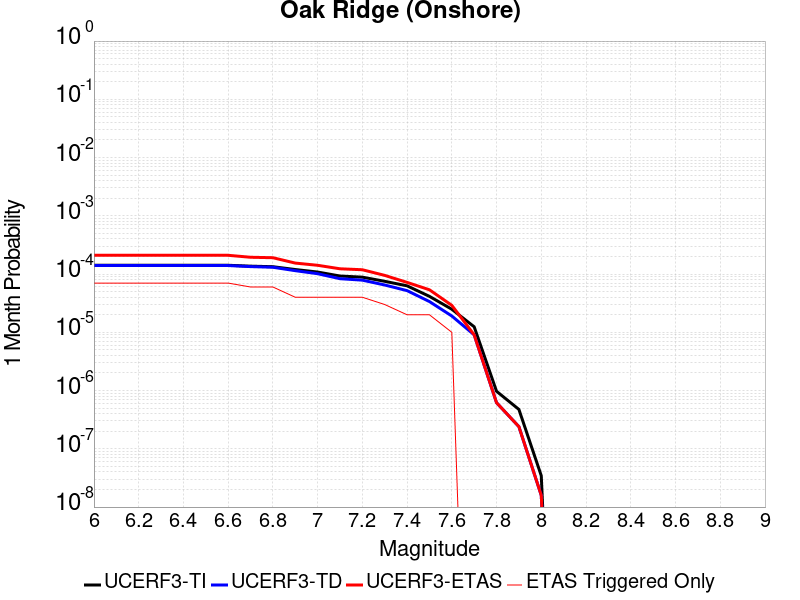 Oak Ridge (Onshore)
10^0
10^-1
10^-2
10^-3
10^-4
10^-5
10^-6
10^-7
10^-8
1 Month Probability
6 6.2 6.4 6.6 6.8 7 7.2 7.4 7.6 7.8 8 8.2 8.4 8.6 8.8 9
Magnitude
UCERF3-TI UCERF3-TD UCERF3-ETAS ETAS Triggered Only